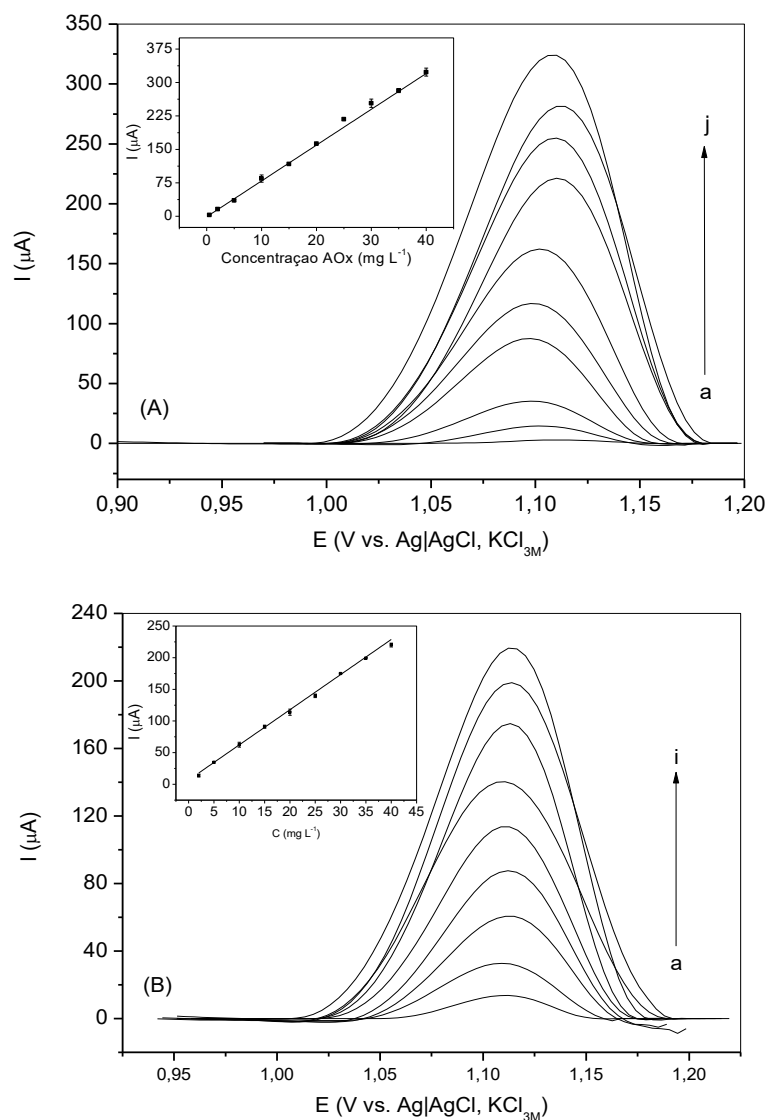 350
300
250
200
150
100
50
0
I (μA)
375
300
225
150
75
0
I (μA)
0 10 20 30 40
Concentraçao AOx (mg L⁻¹)
j
a
(A)
0,90 0,95 1,00 1,05 1,10 1,15 1,20
E (V vs. Ag|AgCl, KCl₃M)
240
200
160
120
80
40
0
I (μA)
250
200
150
100
50
0
I (μA)
0 5 10 15 20 25 30 35 40 45
C (mg L⁻¹)
i
a
(B)
0,95 1,00 1,05 1,10 1,15 1,20
E (V vs. Ag|AgCl, KCl₃M)